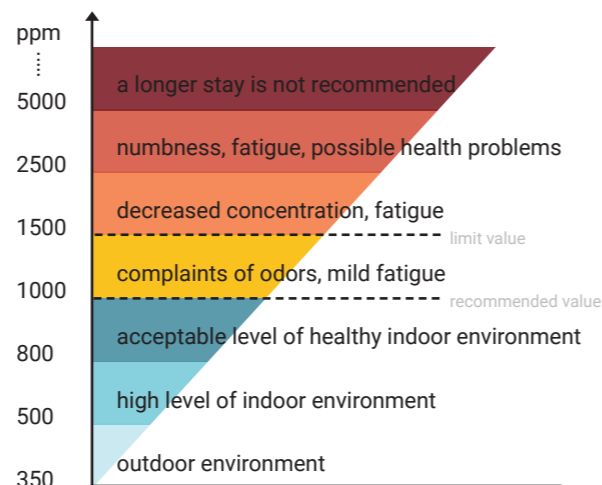 ppm
a longer stay is not recommended
5000
numbness, fatigue, possible health problems
2500
decreased concentration, fatigue
1500
limit value
complaints of odors, mild fatigue
1000
recommended value
acceptable level of healthy indoor environment
800
high level of indoor environment
500
outdoor environment
350